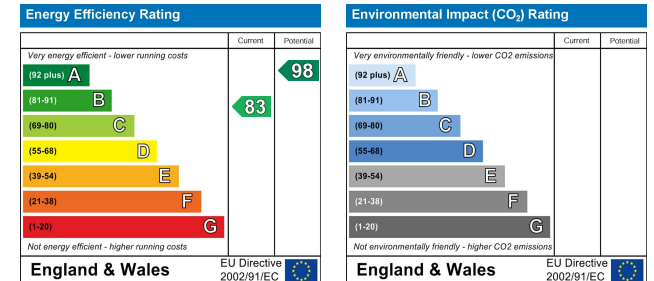 Energy Efficiency Rating
Current Potential
Very energy efficient - lower running costs
(92 plus) A
(81-91) B
(69-80) C
(55-68) D
(39-54) E
(21-38) F
(1-20) G
83
98
Not energy efficient - higher running costs
England & Wales
EU Directive
2002/91/EC
Environmental Impact (CO2) Rating
Current Potential
Very environmentally friendly - lower CO2 emissions
(92 plus) A
(81-91) B
(69-80) C
(55-68) D
(39-54) E
(21-38) F
(1-20) G
Not environmentally friendly - higher CO2 emissions
England & Wales
EU Directive
2002/91/EC